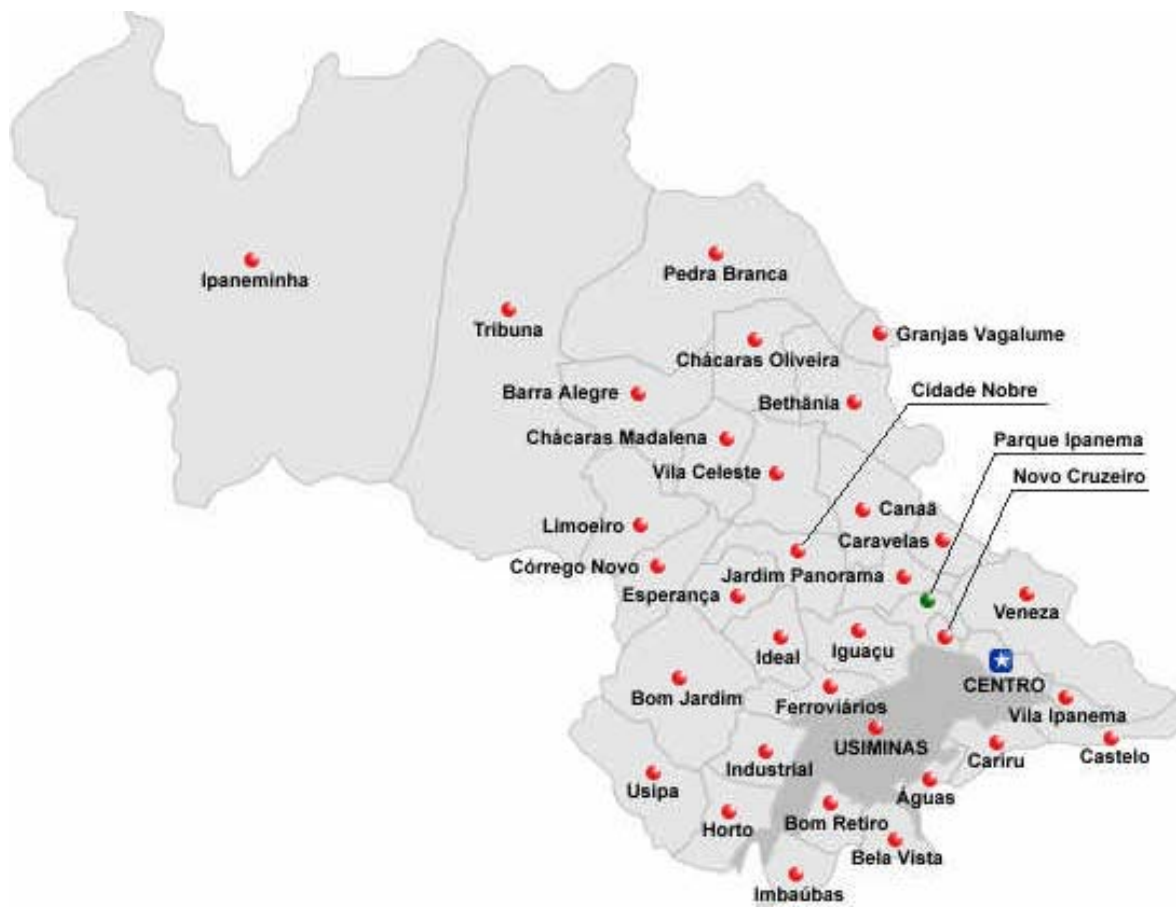 Pedra Branca
Ipaneminha
Tribuna
Granjas Vagalume
Chácaras Oliveira
Cidade Nobre
Barra Alegre
Bethânia
Chácaras Madalena
Parque Ipanema
Vila Celeste
Novo Cruzeiro
Canaã
Limoeiro
Caravelas
Córrego Novo
Jardim Panorama
Esperança
Veneza
Ideal
Iguaçu
CENTRO
Bom Jardim
Ferroviários
Vila Ipanema
USIMINAS
Castelo
Cariru
Industrial
Usipa
Águas
Horto
Bom Retiro
Bela Vista
Imbaúbas